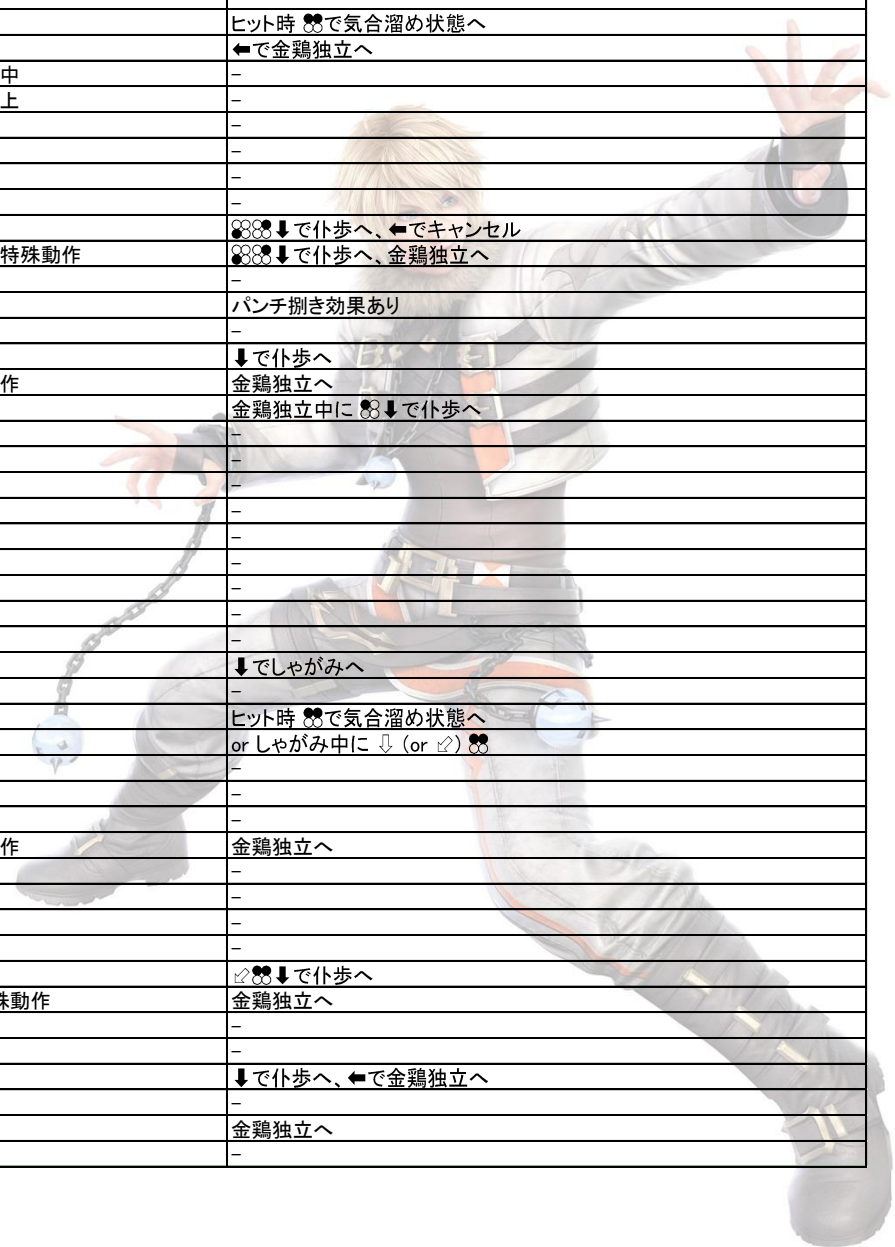 ヒット時 で気合溜め状態へ
⬅で金鶏独立へ
中 –
上 –
–
–
–
–
⬇で仆歩へ、⬅でキャンセル
特殊動作 ⬇で仆歩へ、金鶏独立へ
–
パンチ捌き効果あり
–
⬇で仆歩へ
作 金鶏独立へ
金鶏独立中に ⬇で仆歩へ
–
–
–
–
–
–
–
–
–
⬇でしゃがみへ
–
ヒット時 で気合溜め状態へ
or しゃがみ中に ⇩ (or ⬃)
–
–
–
作 金鶏独立へ
–
–
–
–
⬃ ⬇で仆歩へ
殊動作 金鶏独立へ
–
–
⬇で仆歩へ、⬅で金鶏独立へ
–
金鶏独立へ
–